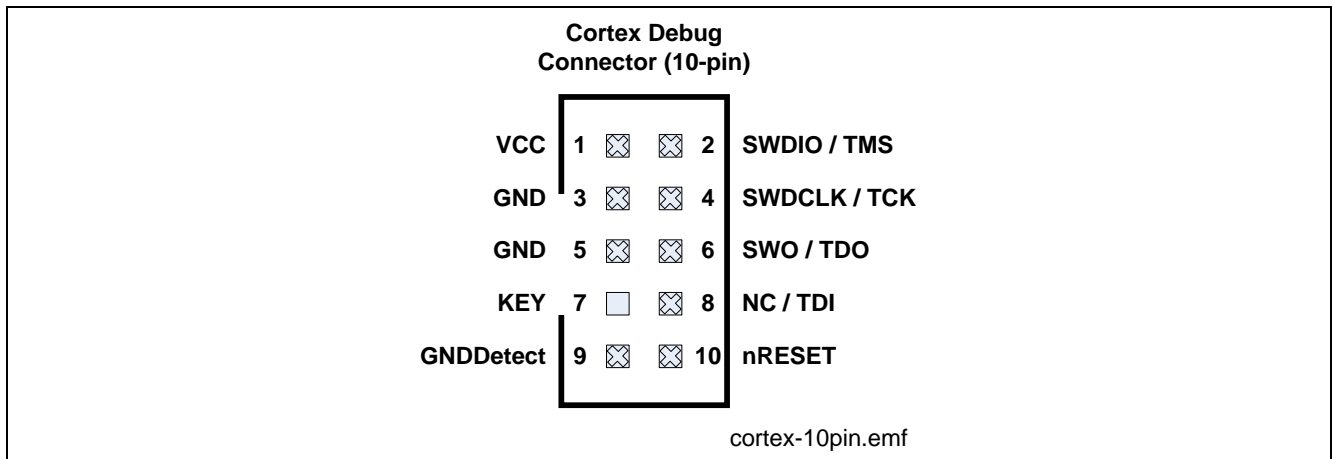 Cortex Debug
Connector (10-pin)
VCC 1 2 SWDIO / TMS
GND 3 4 SWDCLK / TCK
GND 5 6 SWO / TDO
KEY 7 8 NC / TDI
GNDDetect 9 10 nRESET
cortex-10pin.emf